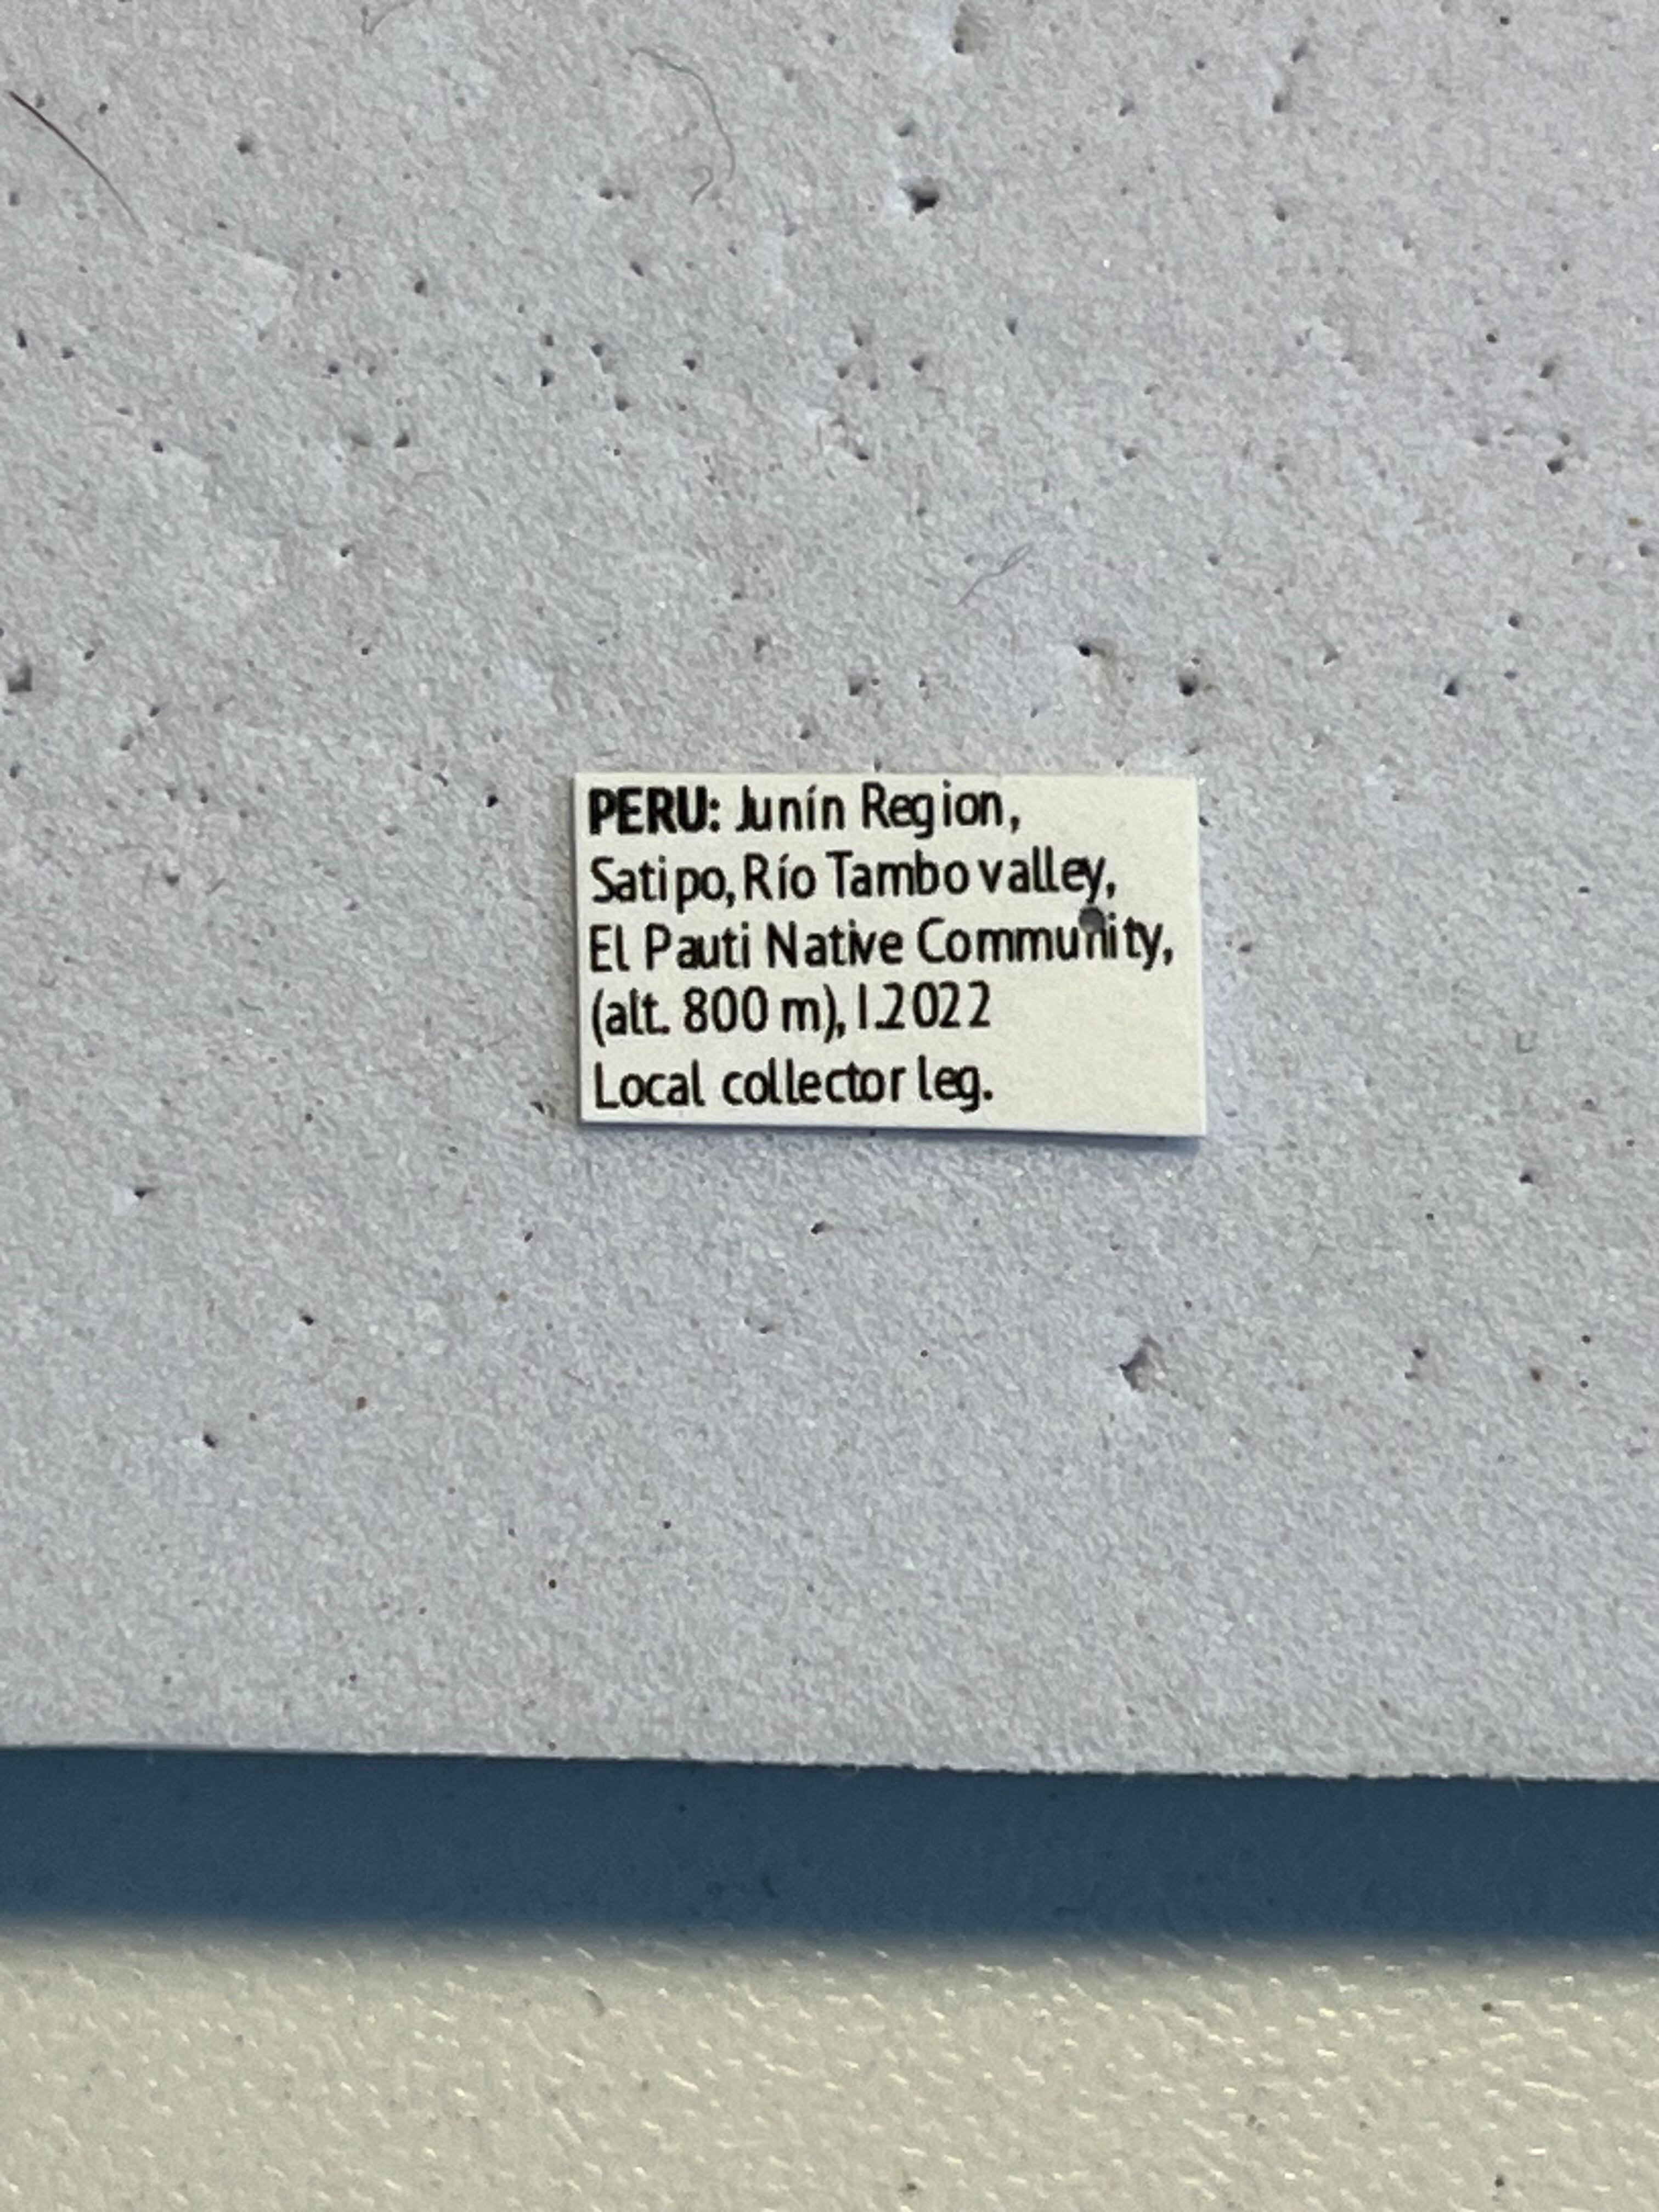 PERU: Junín Region,
Satipo, Río Tambo valley,
El Pauti Native Community,
(alt. 800 m), I.2022
Local collector leg.